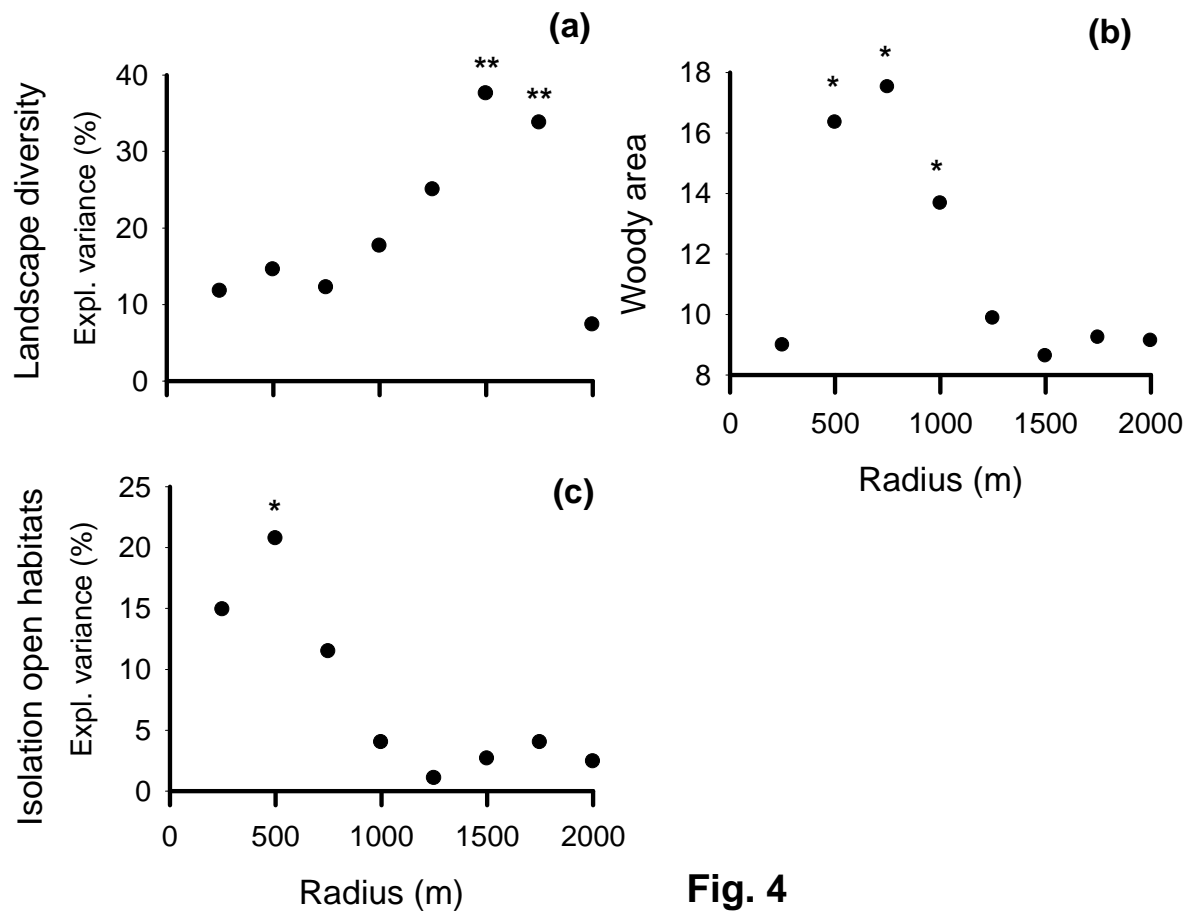 (a)
Landscape diversity
Expl. variance (%)
40
30
20
10
0
**
**
(b)
Woody area
18
16
14
12
10
8
*
*
*
0 500 1000 1500 2000
Radius (m)
(c)
Isolation open habitats
Expl. variance (%)
25
20
15
10
5
0
*
0 500 1000 1500 2000
Radius (m)
Fig. 4